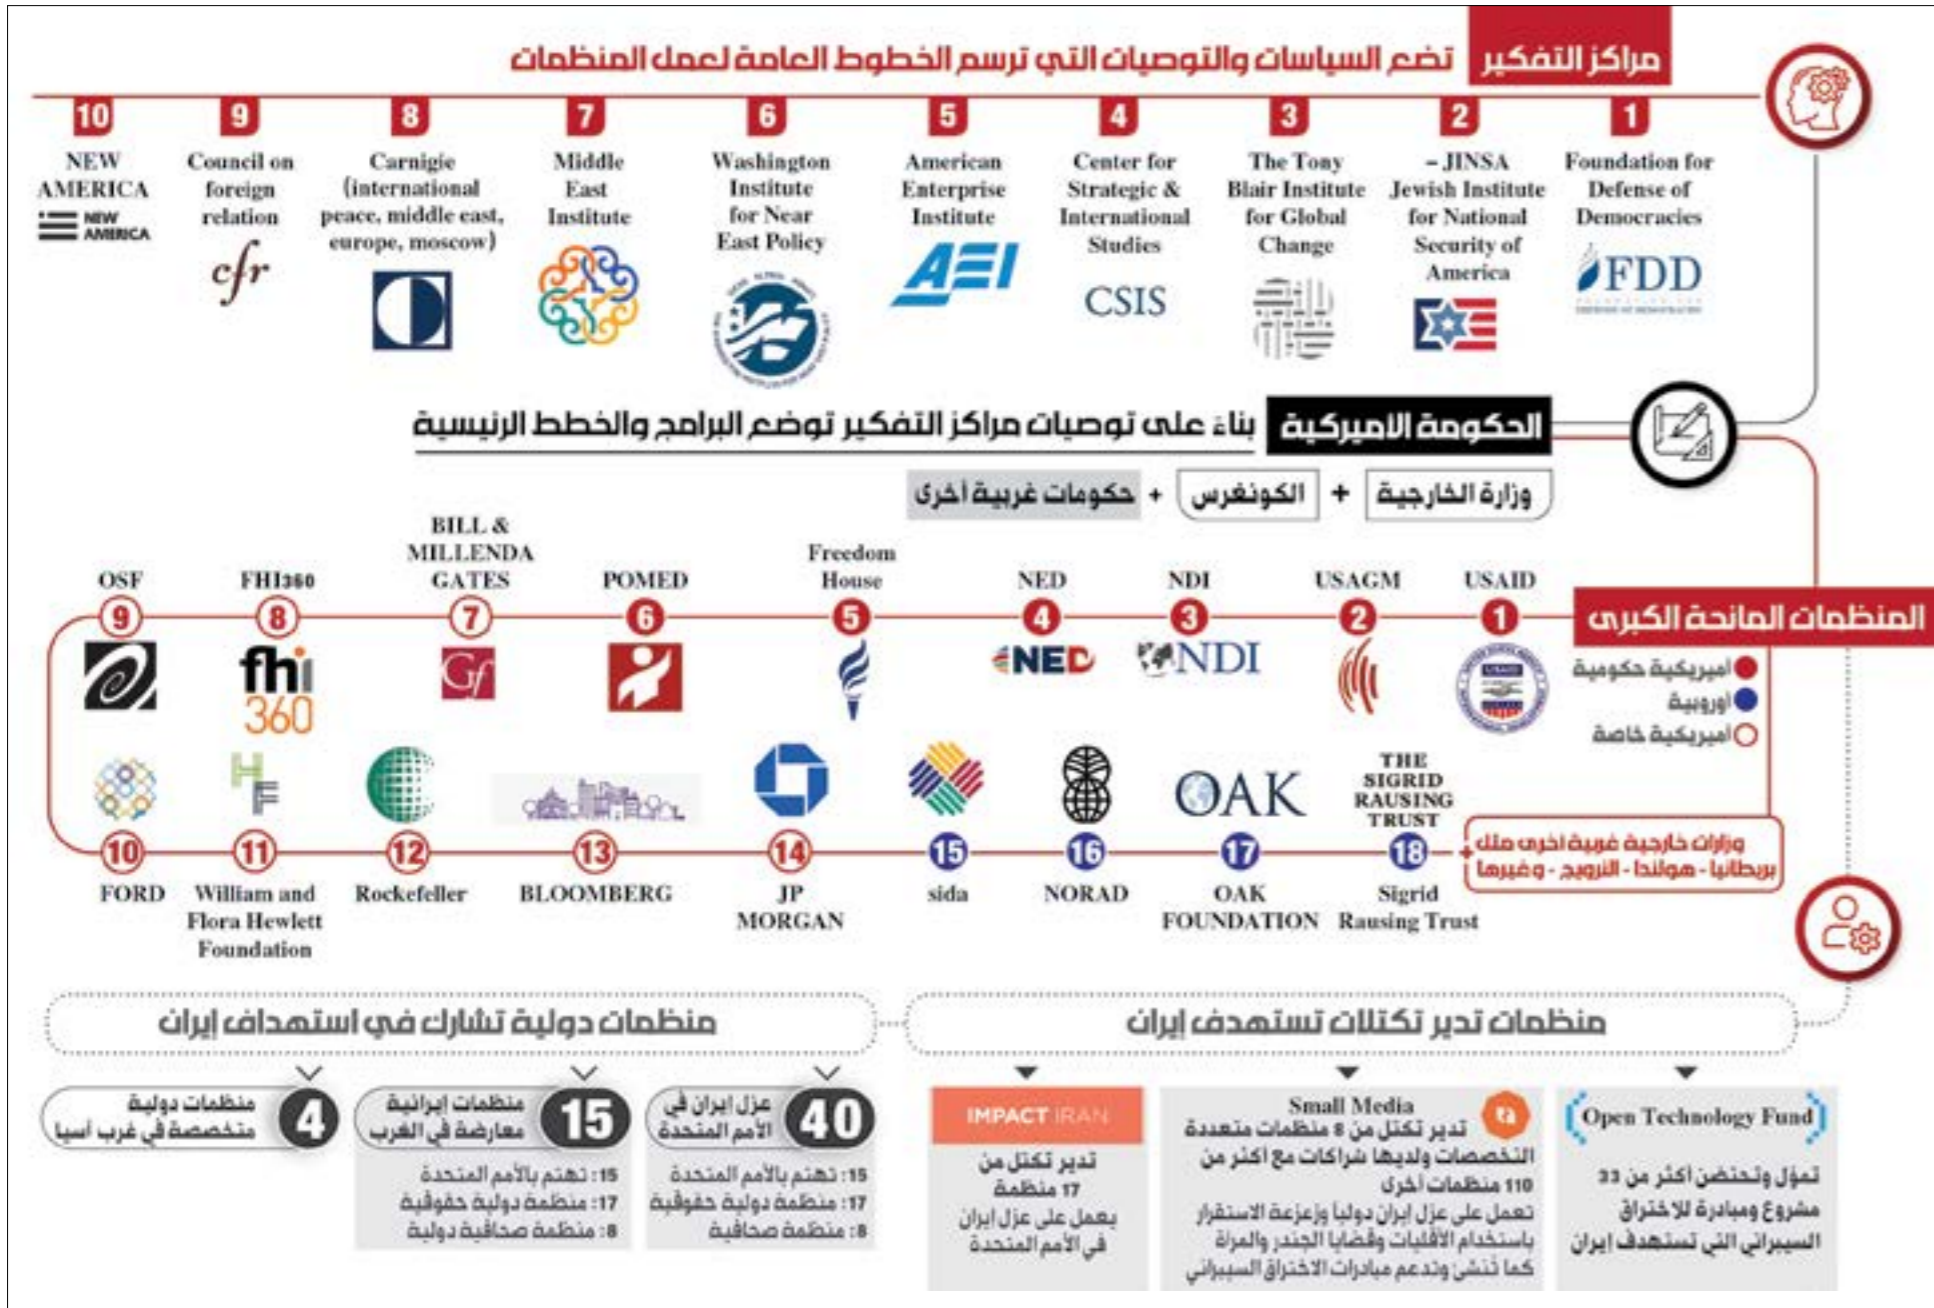 مراكز التفكير تضع السياسات والتوصيات التي ترسم الخطوط العامة لعمل المنظمات
1
Foundation for
Defense of
Democracies
FDD
2
– JINSA
Jewish Institute
for National
Security of
America
3
The Tony
Blair Institute
for Global
Change
4
Center for
Strategic &
International
Studies
CSIS
5
American
Enterprise
Institute
AEI
6
Washington
Institute
for Near
East Policy
7
Middle
East
Institute
8
Carnigie
(international
peace, middle east,
europe, moscow)
9
Council on
foreign
relation
cfr
10
NEW
AMERICA
NEW
AMERICA
الحكومة الاميركية بناءً على توصيات مراكز التفكير توضع البرامج والخطط الرئيسية
وزارة الخارجية + الكونغرس + حكومات غربية أخرى
المنظمات المانحة الكبرى
أميريكية حكومية
أوروبية
أميريكية خاصة
USAID
1
USAID
USAGM
2
NDI
3
NDI
NED
4
NED
Freedom
House
5
POMED
6
BILL &
MILLENDA
GATES
7
Gf
FHI360
8
fhi
360
OSF
9
10
FORD
HF
11
William and
Flora Hewlett
Foundation
12
Rockefeller
13
BLOOMBERG
14
JP
MORGAN
15
sida
16
NORAD
OAK
17
OAK
FOUNDATION
THE
SIGRID
RAUSING
TRUST
18
Sigrid
Rausing Trust
+ وزارات خارجية غربية أخرى مثل
بريطانيا - هولندا - النرويج - وغيرها
منظمات تدير تكتلات تستهدف إيران
Open Technology Fund
تموّل وتحتضن أكثر من 33
مشروع ومبادرة للاختراق
السيبراني التي تستهدف إيران
Small Media
تدير تكتل من 8 منظمات متعددة
التخصصات ولديها شراكات مع أكثر من
110 منظمات أخرى
تعمل على عزل إيران دولياً وزعزعة الاستقرار
باستخدام الأقليات وقضايا الجندر والمرأة
كما تُنشئ وتدعم مبادرات الاختراق السيبراني
IMPACT IRAN
تدير تكتل من
17 منظمة
يعمل على عزل إيران
في الأمم المتحدة
منظمات دولية تشارك في استهداف إيران
40
عزل إيران في
الأمم المتحدة
15: تهتم بالأمم المتحدة
17: منظمة دولية حقوقية
8: منظمة صحافية
15
منظمات إيرانية
معارضة في الغرب
15: تهتم بالأمم المتحدة
17: منظمة دولية حقوقية
8: منظمة صحافية دولية
4
منظمات دولية
متخصصة في غرب آسيا